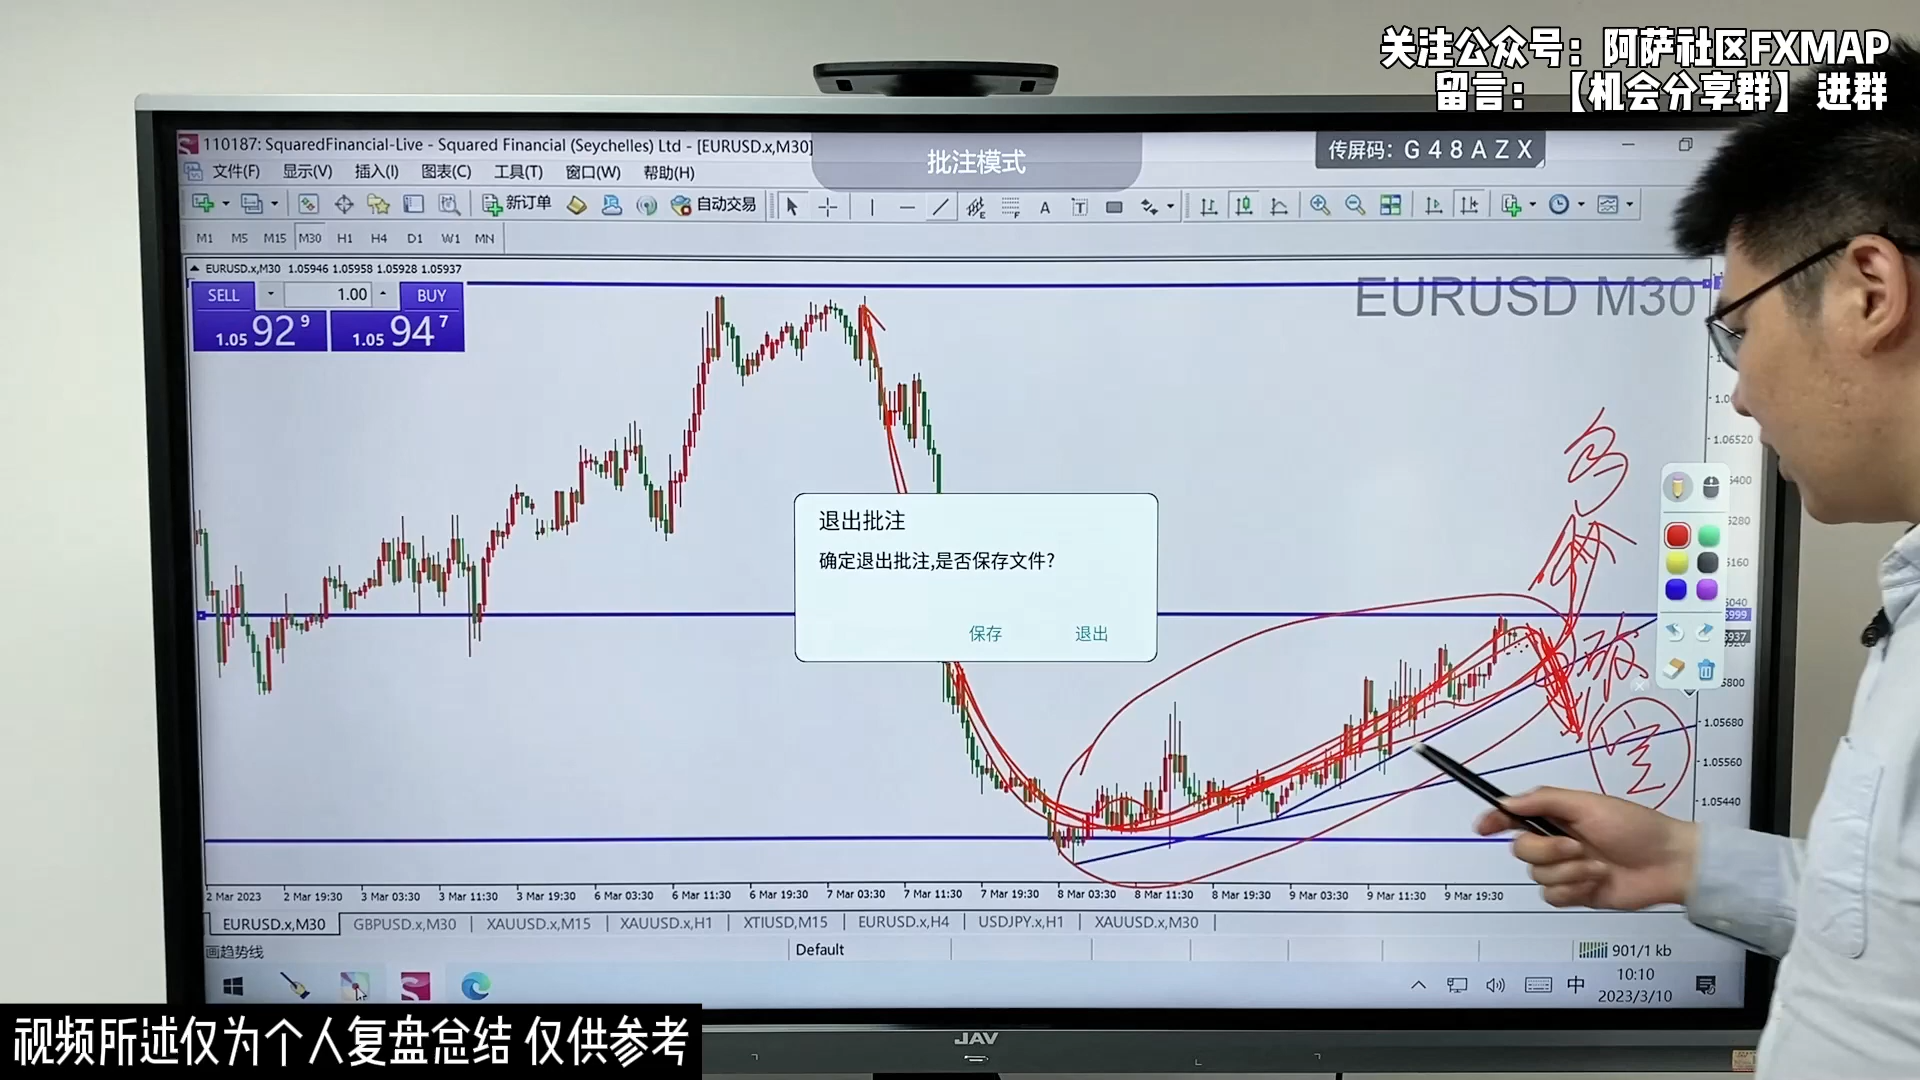 关注公众号：阿萨社区FXMAP
留言：【机会分享群】 进群
110187: SquaredFinancial-Live - Squared Financial (Seychelles) Ltd - [EURUSD.x,M30]
批注模式
传屏码：G48AZX
文件(F) 显示(V) 插入(I) 图表(C) 工具(T) 窗口(W) 帮助(H)
新订单 自动交易 A T
M1 M5 M15 M30 H1 H4 D1 W1 MN
EURUSD.x,M30 1.05946 1.05958 1.05928 1.05937
SELL 1.00 BUY
1.05 92 9 1.05 94 7
EURUSD M30
1.06520
多
退出批注
确定退出批注,是否保存文件?
保存 退出
破
空
1.05680
1.05560
1.05440
2 Mar 2023 2 Mar 19:30 3 Mar 03:30 3 Mar 11:30 3 Mar 19:30 6 Mar 03:30 6 Mar 11:30 6 Mar 19:30 7 Mar 03:30 7 Mar 11:30 7 Mar 19:30 8 Mar 03:30 8 Mar 11:30 8 Mar 19:30 9 Mar 03:30 9 Mar 11:30 9 Mar 19:30
EURUSD.x,M30 GBPUSD.x,M30 XAUUSD.x,M15 XAUUSD.x,H1 XTIUSD,M15 EURUSD.x,H4 USDJPY.x,H1 XAUUSD.x,M30
画趋势线 Default 901/1 kb
中 10:10
2023/3/10
视频所述仅为个人复盘总结 仅供参考
JAV